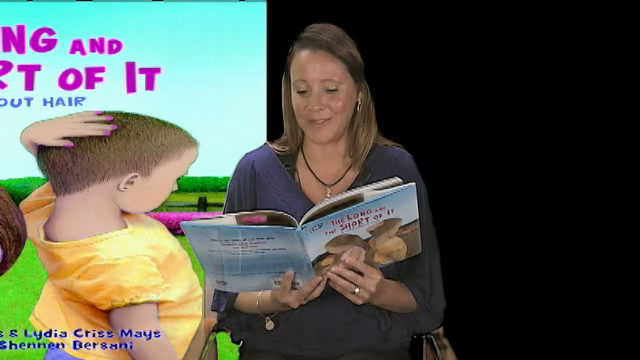 NG AND
RT OF IT
OUT HAIR
THE LONG AND
THE SHORT OF IT
s & Lydia Criss Mays
Shennen Bersani